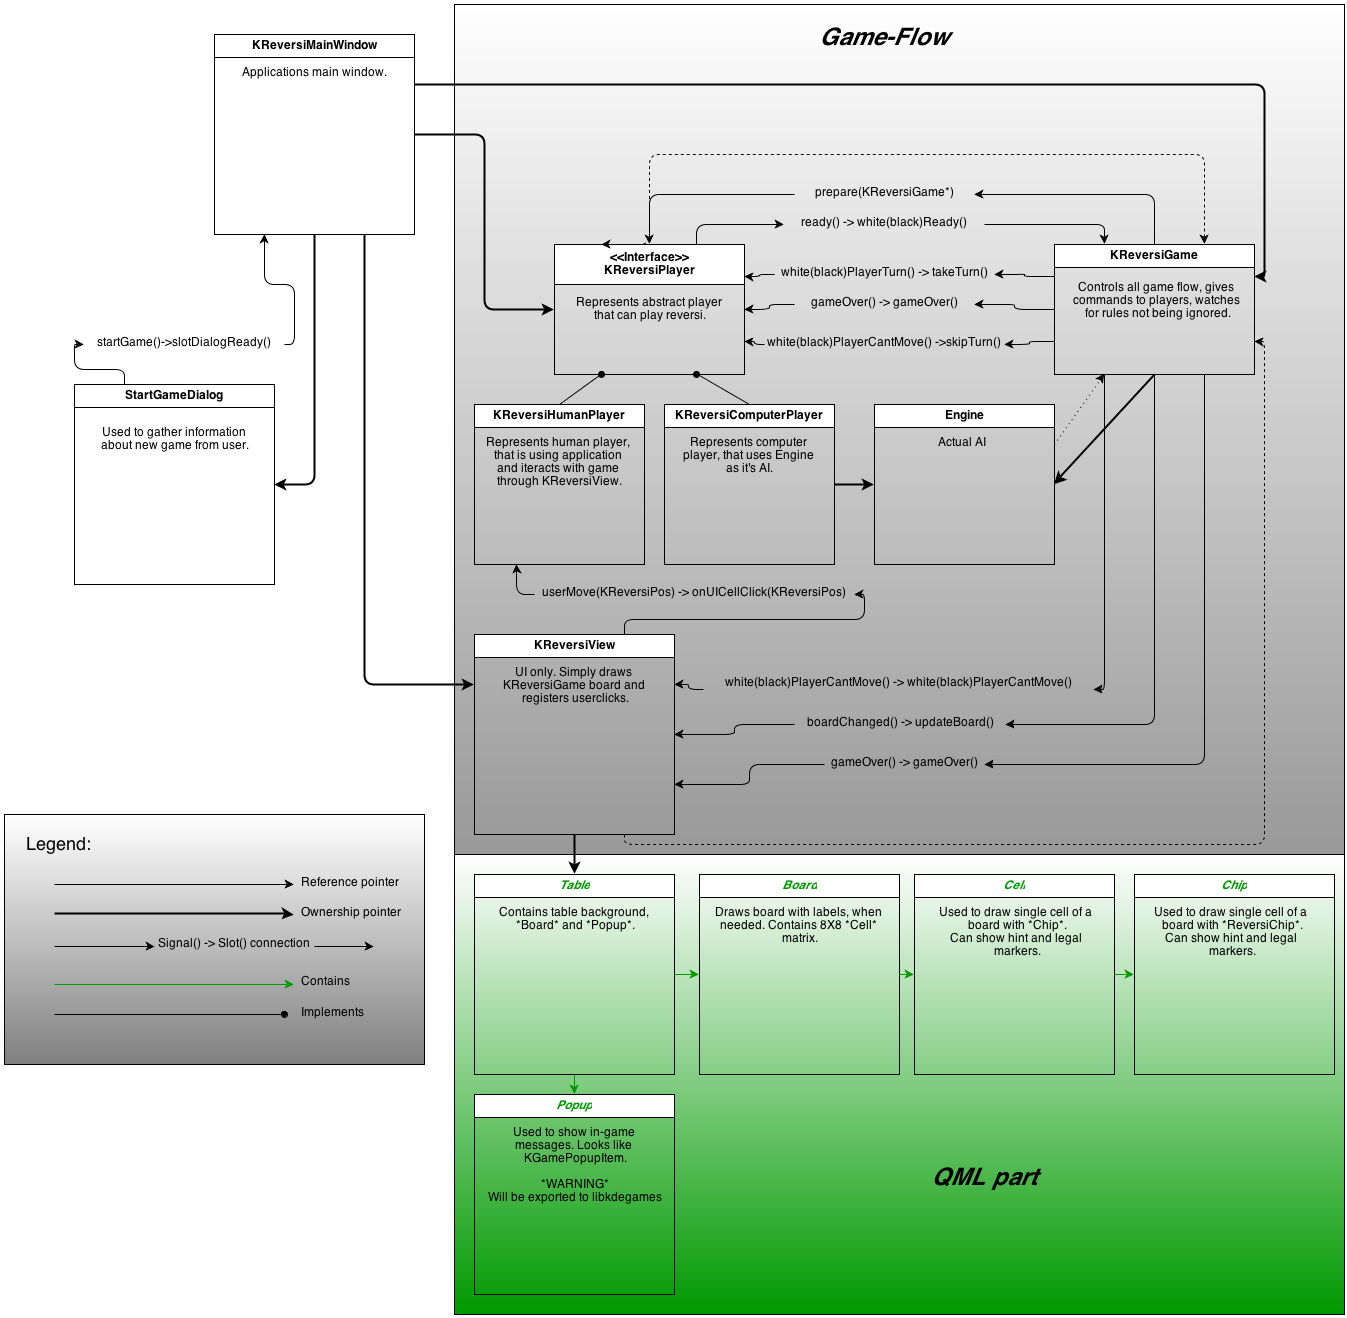 Game-Flow
KReversiMainWindow
Applications main window.
prepare(KReversiGame*)
ready() -> white(black)Ready()
<<Interface>>
KReversiPlayer
Represents abstract player
that can play reversi.
white(black)PlayerTurn() -> takeTurn()
gameOver() -> gameOver()
white(black)PlayerCantMove() ->skipTurn()
KReversiGame
Controls all game flow, gives
commands to players, watches
for rules not being ignored.
startGame()->slotDialogReady()
StartGameDialog
Used to gather information
about new game from user.
KReversiHumanPlayer
Represents human player,
that is using application
and iteracts with game
through KReversiView.
KReversiComputerPlayer
Represents computer
player, that uses Engine
as it's AI.
Engine
Actual AI
userMove(KReversiPos) -> onUICellClick(KReversiPos)
KReversiView
UI only. Simply draws
KReversiGame board and
registers userclicks.
white(black)PlayerCantMove() -> white(black)PlayerCantMove()
boardChanged() -> updateBoard()
gameOver() -> gameOver()
Legend:
Reference pointer
Ownership pointer
Signal() -> Slot() connection
Contains
Implements
Table
Contains table background,
*Board* and *Popup*.
Board
Draws board with labels, when
needed. Contains 8X8 *Cell*
matrix.
Cell
Used to draw single cell of a
board with *Chip*.
Can show hint and legal
markers.
Chip
Used to draw single cell of a
board with *ReversiChip*.
Can show hint and legal
markers.
Popup
Used to show in-game
messages. Looks like
KGamePopupItem.
*WARNING*
Will be exported to libkdegames
QML part